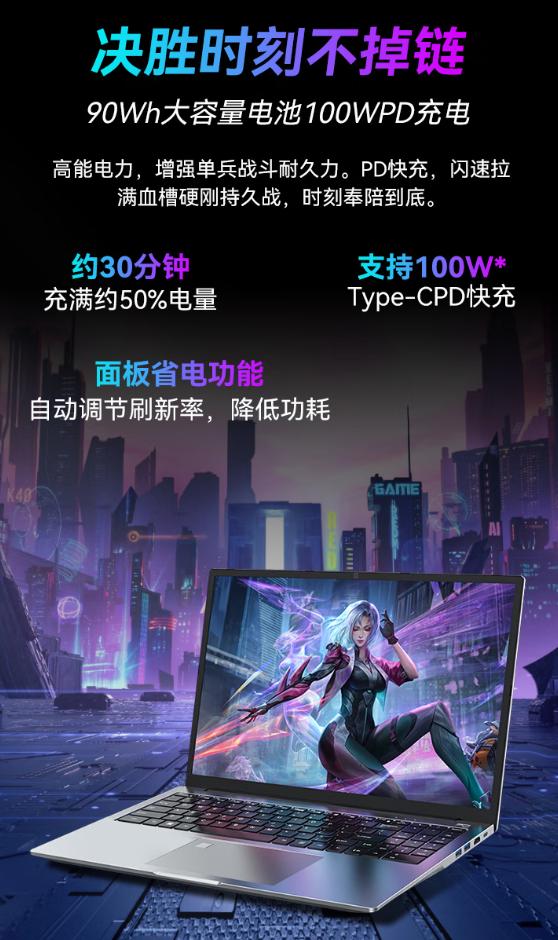 决胜时刻不掉链
90Wh大容量电池100WPD充电
高能电力，增强单兵战斗耐久力。PD快充，闪速拉
满血槽硬刚持久战，时刻奉陪到底。
约30分钟
充满约50%电量
支持100W*
Type-CPD快充
面板省电功能
自动调节刷新率，降低功耗
K40
GAME
RED
AI